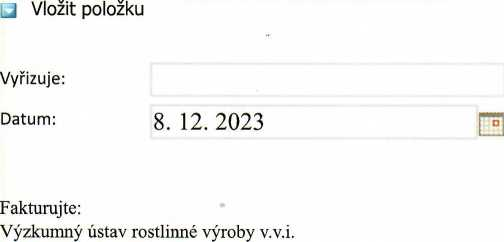 Vložit položku
Vyřizuje:
Datum: 8. 12. 2023
Fakturujte:
Výzkumný ústav rostlinné výroby v.v.i.